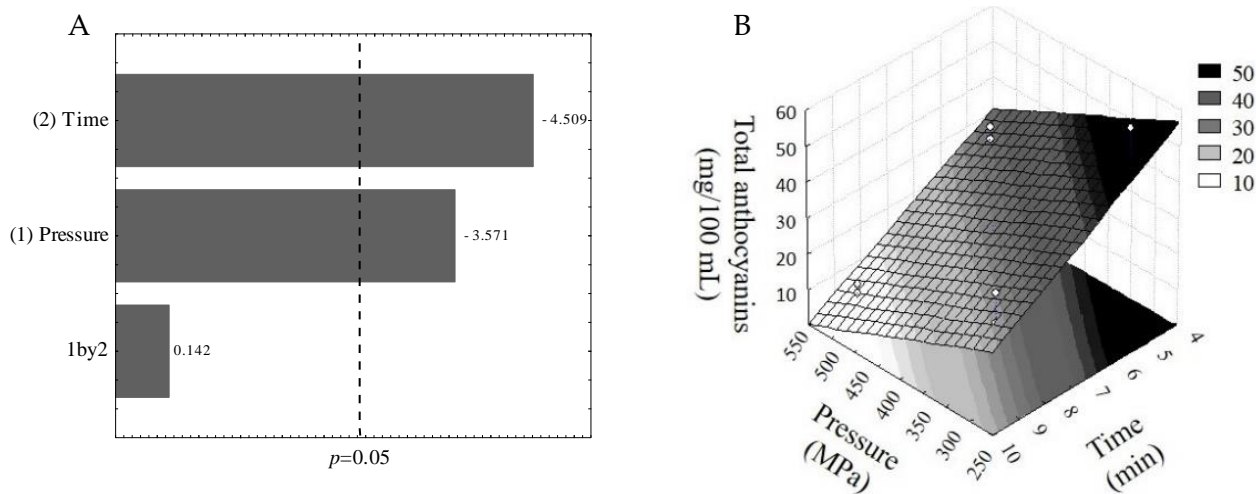 A
(2) Time
- 4.509
(1) Pressure
- 3.571
1by2
0.142
p=0.05
B
Total anthocyanins
(mg/100 mL)
60
50
40
30
20
10
550
500
450
400
350
300
250
Pressure
(MPa)
10
9
8
7
6
5
4
Time
(min)
50
40
30
20
10